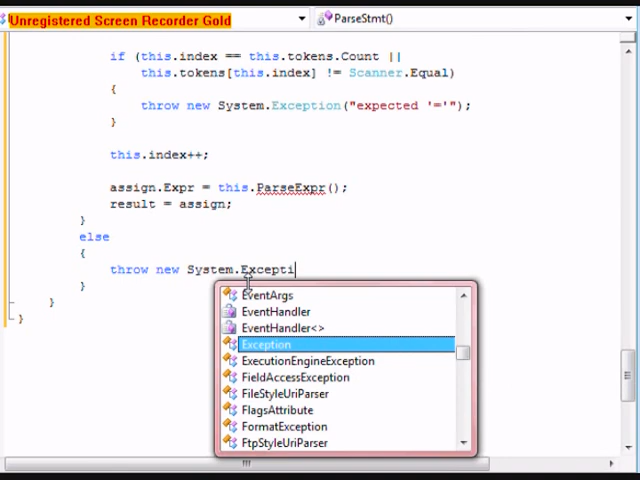 Unregistered Screen Recorder Gold
ParseStmt()
if (this.index == this.tokens.Count ||
this.tokens[this.index] != Scanner.Equal)
{
throw new System.Exception("expected '='");
}
this.index++;
assign.Expr = this.ParseExpr();
result = assign;
}
else
{
throw new System.Excepti
}
}
}
EventArgs
EventHandler
EventHandler<>
Exception
ExecutionEngineException
FieldAccessException
FileStyleUriParser
FlagsAttribute
FormatException
FtpStyleUriParser